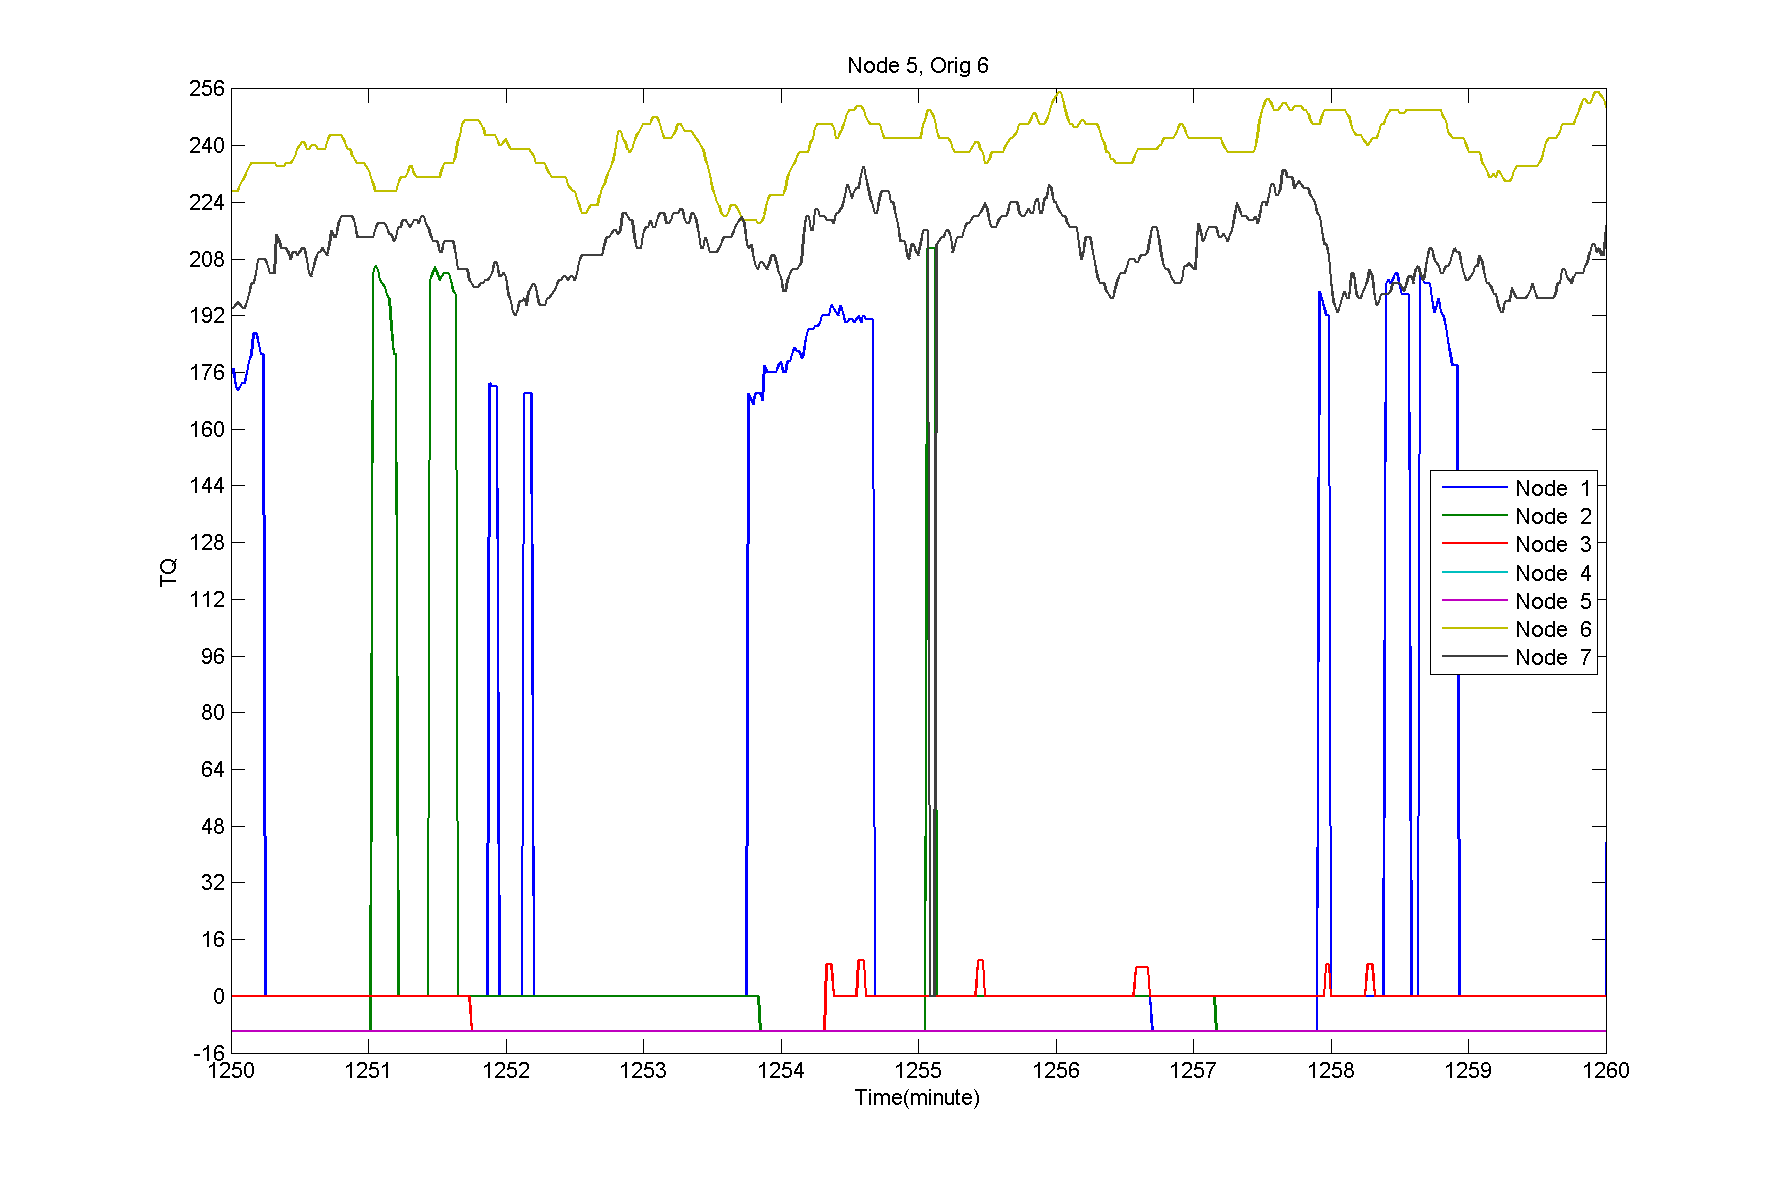 Node 5, Orig 6
256
240
224
208
192
176
160
144
128
112
96
80
64
48
32
16
0
-16
TQ
1250 1251 1252 1253 1254 1255 1256 1257 1258 1259 1260
Time(minute)
Node 1
Node 2
Node 3
Node 4
Node 5
Node 6
Node 7